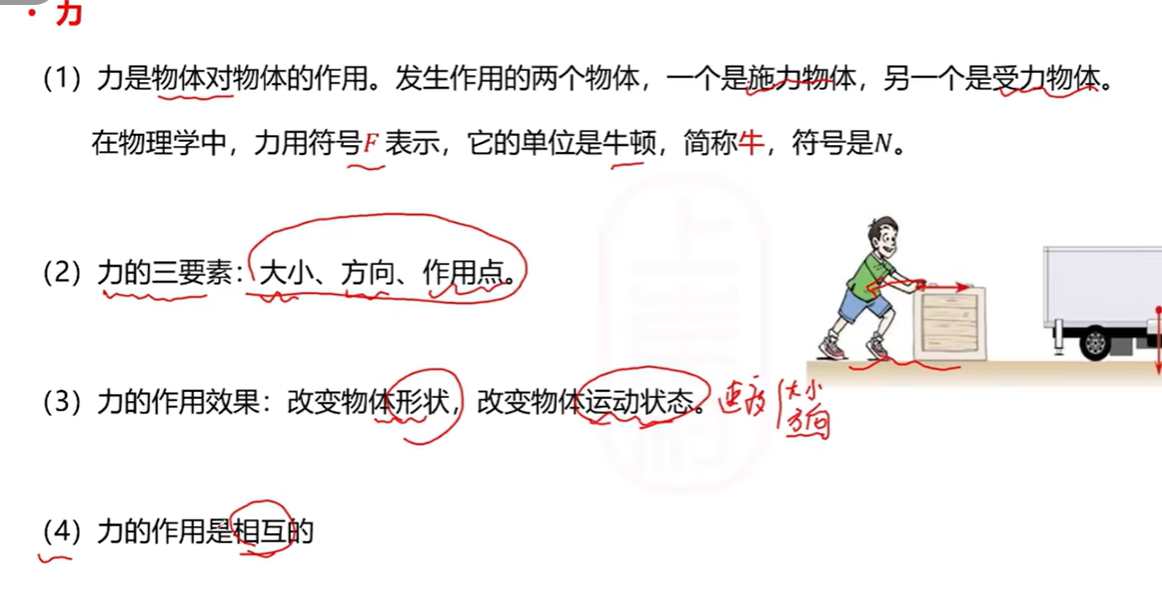 · 力
（1）力是物体对物体的作用。发生作用的两个物体，一个是施力物体，另一个是受力物体。
在物理学中，力用符号F 表示，它的单位是牛顿，简称牛，符号是N。
（2）力的三要素：大小、方向、作用点。
（3）力的作用效果：改变物体形状，改变物体运动状态。速度
大小
方向
（4）力的作用是相互的